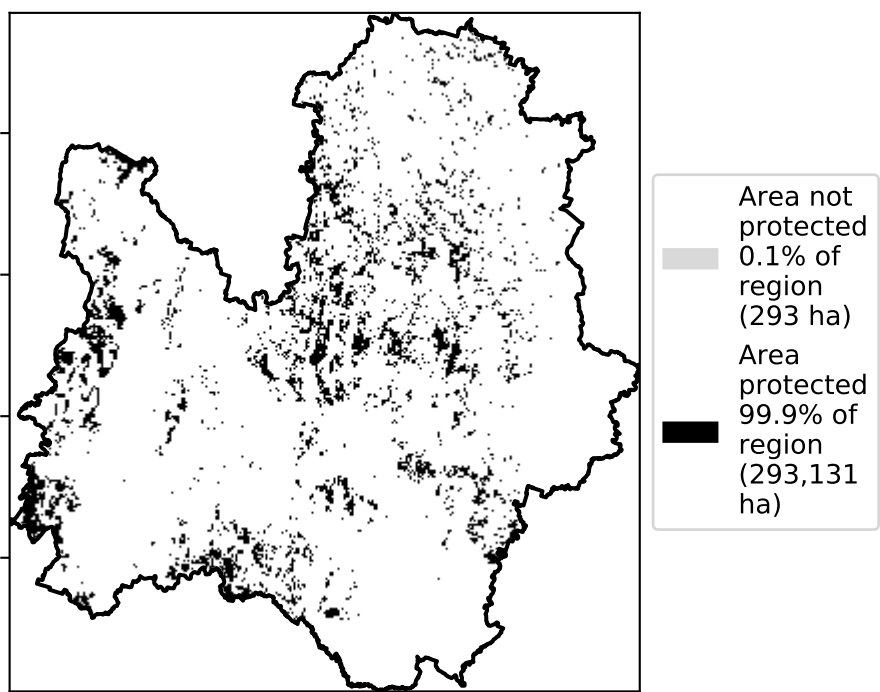 Area not
protected
0.1% of
region
(293 ha)
Area
protected
99.9% of
region
(293,131
ha)